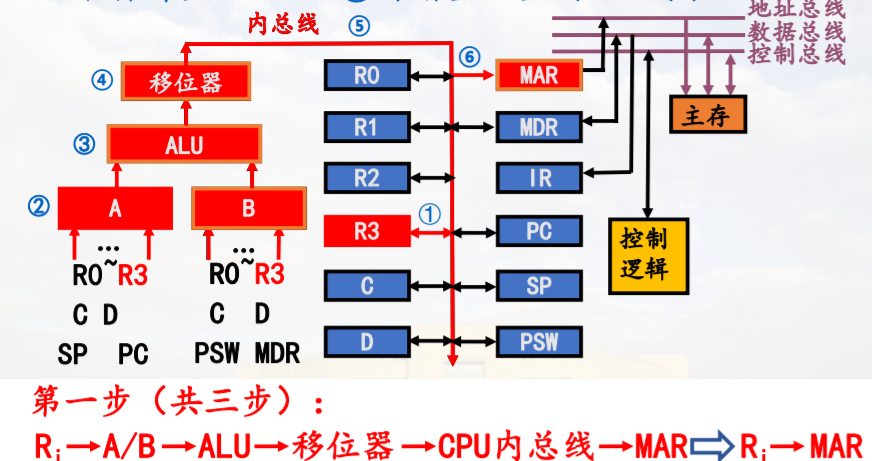 内总线 ⑤
地址总线
数据总线
控制总线
④ 移位器
R0
⑥
MAR
主存
③ ALU
R1
MDR
R2
IR
② A
B
R3
①
PC
控制
逻辑
...
R0~R3
C D
SP PC
...
R0~R3
C D
PSW MDR
C
SP
D
PSW
第一步（共三步）：
Ri→A/B→ALU→移位器→CPU内总线→MAR⇨Ri→MAR